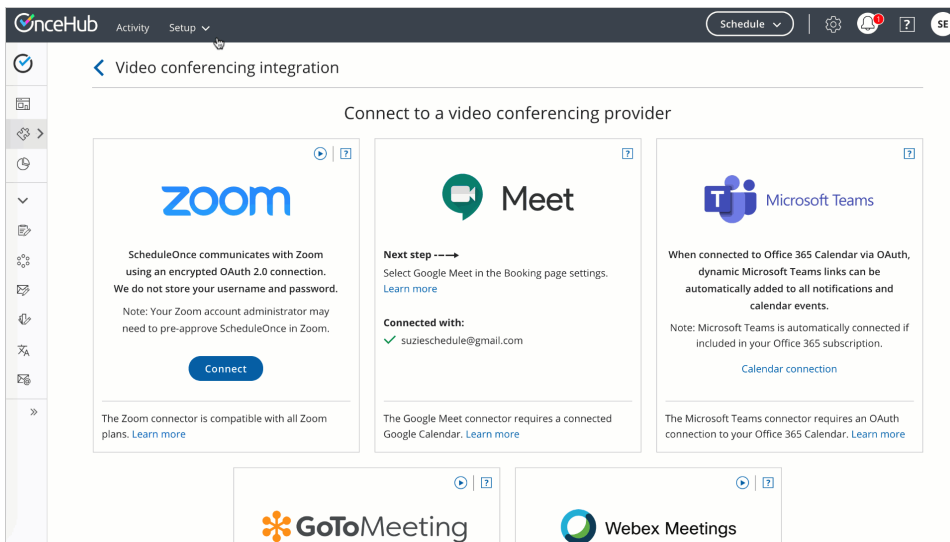 OnceHub Activity Setup Schedule 1 ? SE
Video conferencing integration
Connect to a video conferencing provider
?
zoom
ScheduleOnce communicates with Zoom
using an encrypted OAuth 2.0 connection.
We do not store your username and password.
Note: Your Zoom account administrator may
need to pre-approve ScheduleOnce in Zoom.
Connect
The Zoom connector is compatible with all Zoom
plans. Learn more
?
Meet
Next step
Select Google Meet in the Booking page settings.
Learn more
Connected with:
suzieschedule@gmail.com
The Google Meet connector requires a connected
Google Calendar. Learn more
?
T Microsoft Teams
When connected to Office 365 Calendar via OAuth,
dynamic Microsoft Teams links can be
automatically added to all notifications and
calendar events.
Note: Microsoft Teams is automatically connected if
included in your Office 365 subscription.
Calendar connection
The Microsoft Teams connector requires an OAuth
connection to your Office 365 Calendar. Learn more
?
GoToMeeting
?
Webex Meetings